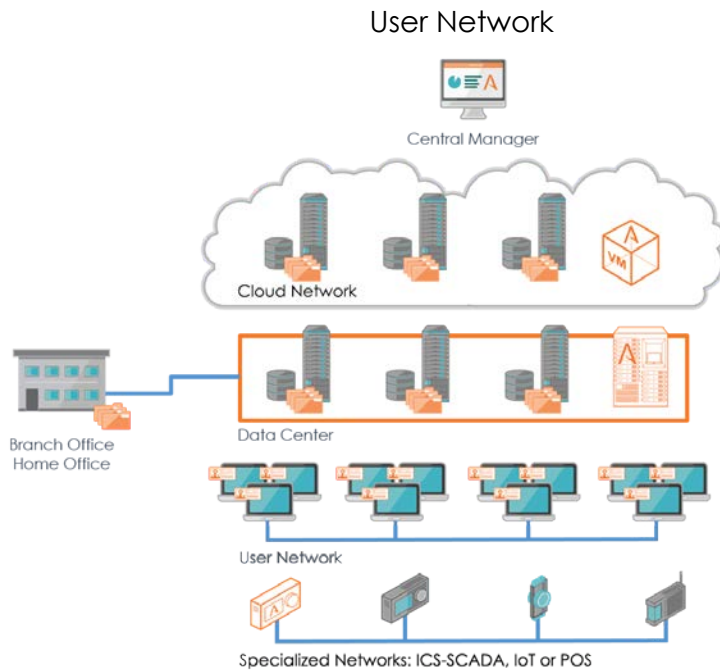 User Network
A
Central Manager
A
VM
Cloud Network
A
Branch Office
Home Office
Data Center
User Network
A
Specialized Networks: ICS-SCADA, IoT or POS